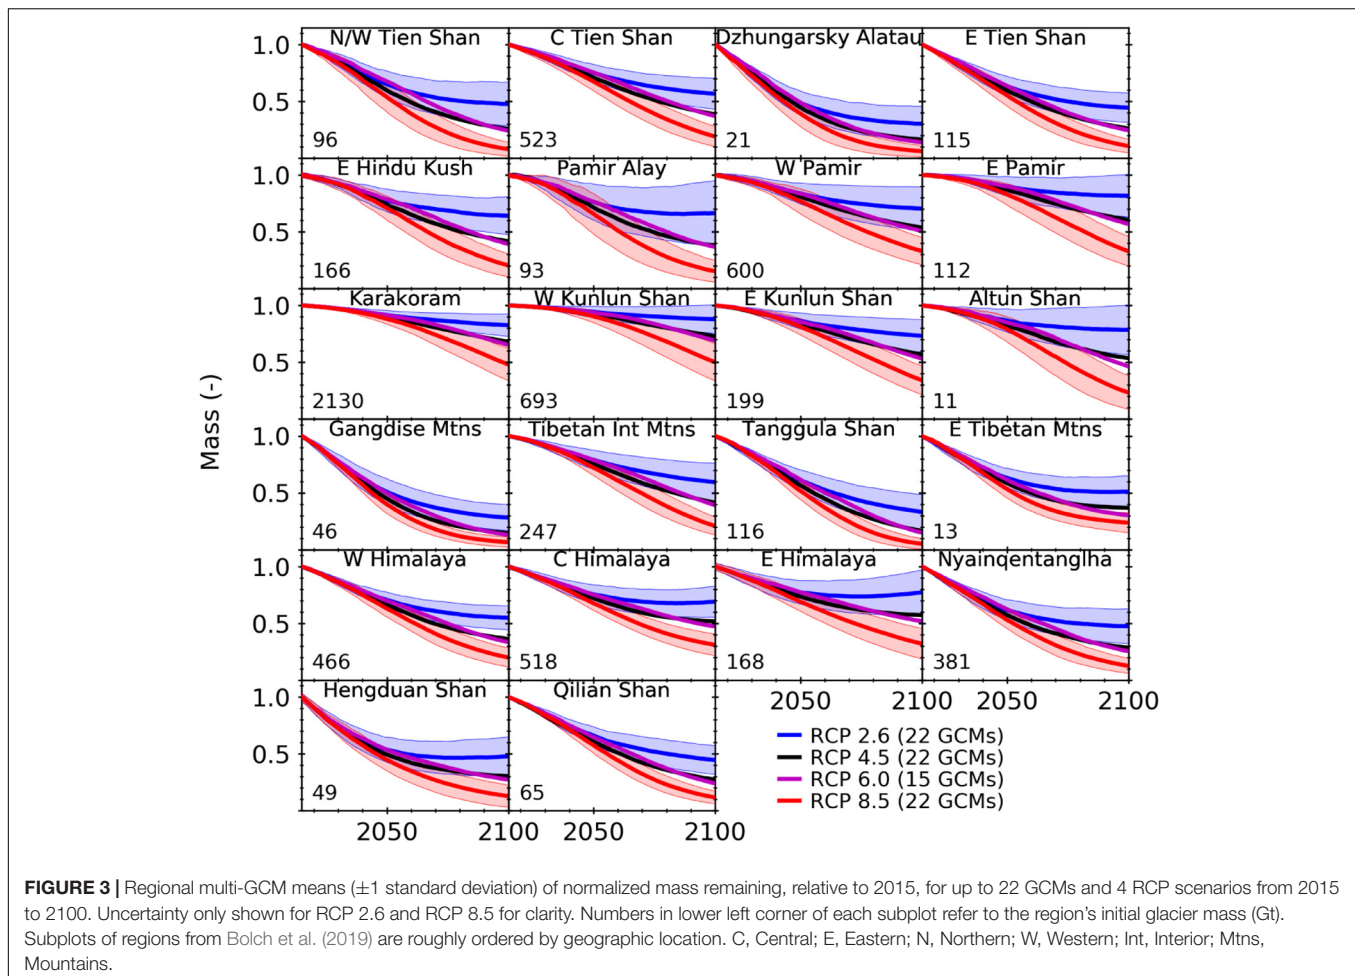 N/W Tien Shan C Tien Shan Dzhungarsky Alatau E Tien Shan
1.0
0.5
96 523 21 115
E Hindu Kush Pamir Alay W Pamir E Pamir
1.0
0.5
166 93 600 112
Karakoram W Kunlun Shan E Kunlun Shan Altun Shan
1.0
0.5
2130 693 199 11
Mass (-)
Gangdise Mtns Tibetan Int Mtns Tanggula Shan E Tibetan Mtns
1.0
0.5
46 247 116 13
W Himalaya C Himalaya E Himalaya Nyainqentanglha
1.0
0.5
466 518 168 381
Hengduan Shan Qilian Shan 2050 2100 2050 2100
1.0
0.5
49 65
2050 2100 2050 2100
RCP 2.6 (22 GCMs)
RCP 4.5 (22 GCMs)
RCP 6.0 (15 GCMs)
RCP 8.5 (22 GCMs)
FIGURE 3 | Regional multi-GCM means (±1 standard deviation) of normalized mass remaining, relative to 2015, for up to 22 GCMs and 4 RCP scenarios from 2015
to 2100. Uncertainty only shown for RCP 2.6 and RCP 8.5 for clarity. Numbers in lower left corner of each subplot refer to the region's initial glacier mass (Gt).
Subplots of regions from Bolch et al. (2019) are roughly ordered by geographic location. C, Central; E, Eastern; N, Northern; W, Western; Int, Interior; Mtns,
Mountains.